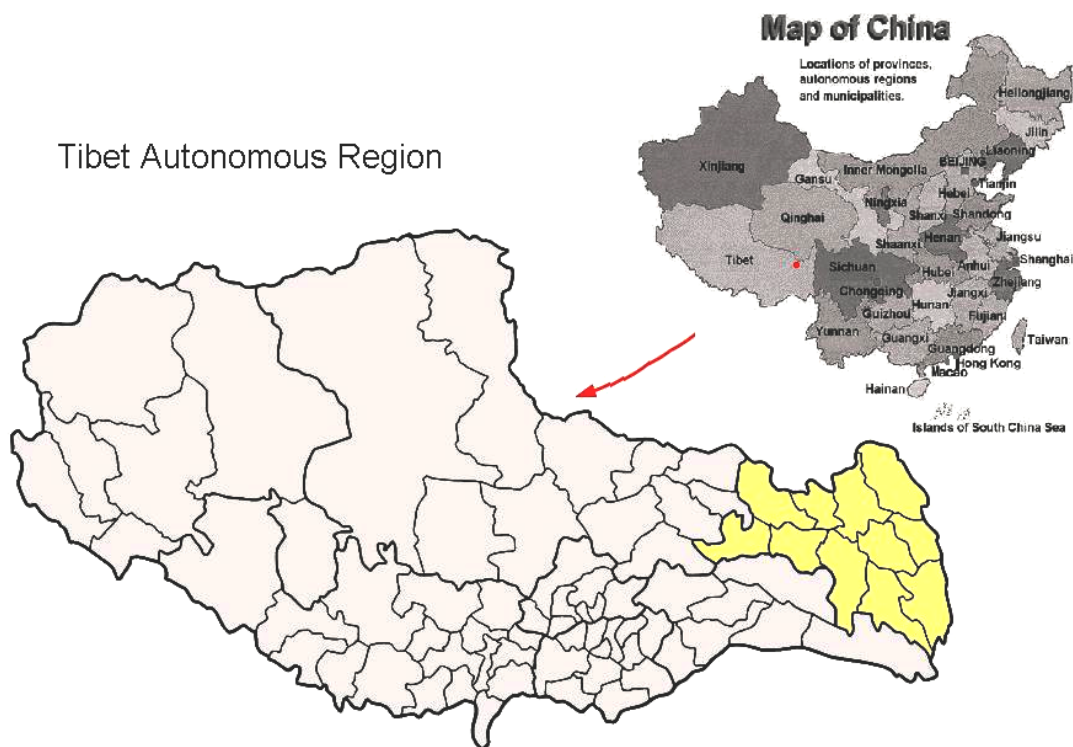 Map of China
Locations of provinces,
autonomous regions
and municipalities.
Tibet Autonomous Region
Heilongjiang
Jilin
Liaoning
Xinjiang
Inner Mongolia
BEIJING
Gansu
Tianjin
Hebei
Ningxia
Shanxi
Shandong
Qinghai
Shaanxi
Henan
Jiangsu
Tibet
Sichuan
Hubei
Anhui
Shanghai
Zhejiang
Chongqing
Hunan
Jiangxi
Guizhou
Fujian
Yunnan
Guangxi
Guangdong
Taiwan
Hong Kong
Macao
Hainan
Islands of South China Sea